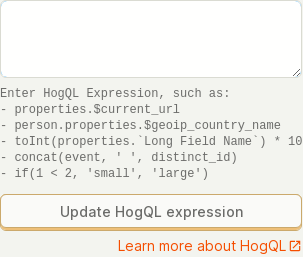 Enter HogQL Expression, such as:
- properties.$current_url
- person.properties.$geoip_country_name
- toInt(properties.`Long Field Name`) * 10
- concat(event, ' ', distinct_id)
- if(1 < 2, 'small', 'large')
Update HogQL expression
Learn more about HogQL